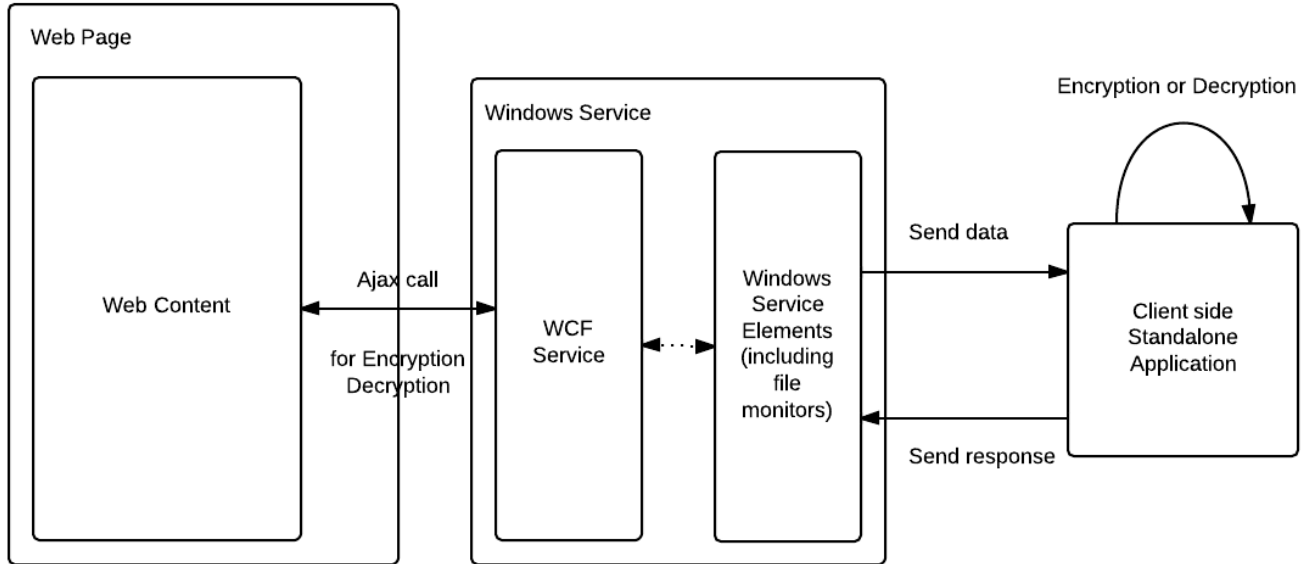 Web Page
Web Content
Ajax call
for Encryption
Decryption
Windows Service
WCF
Service
Windows
Service
Elements
(including
file
monitors)
Send data
Send response
Encryption or Decryption
Client side
Standalone
Application